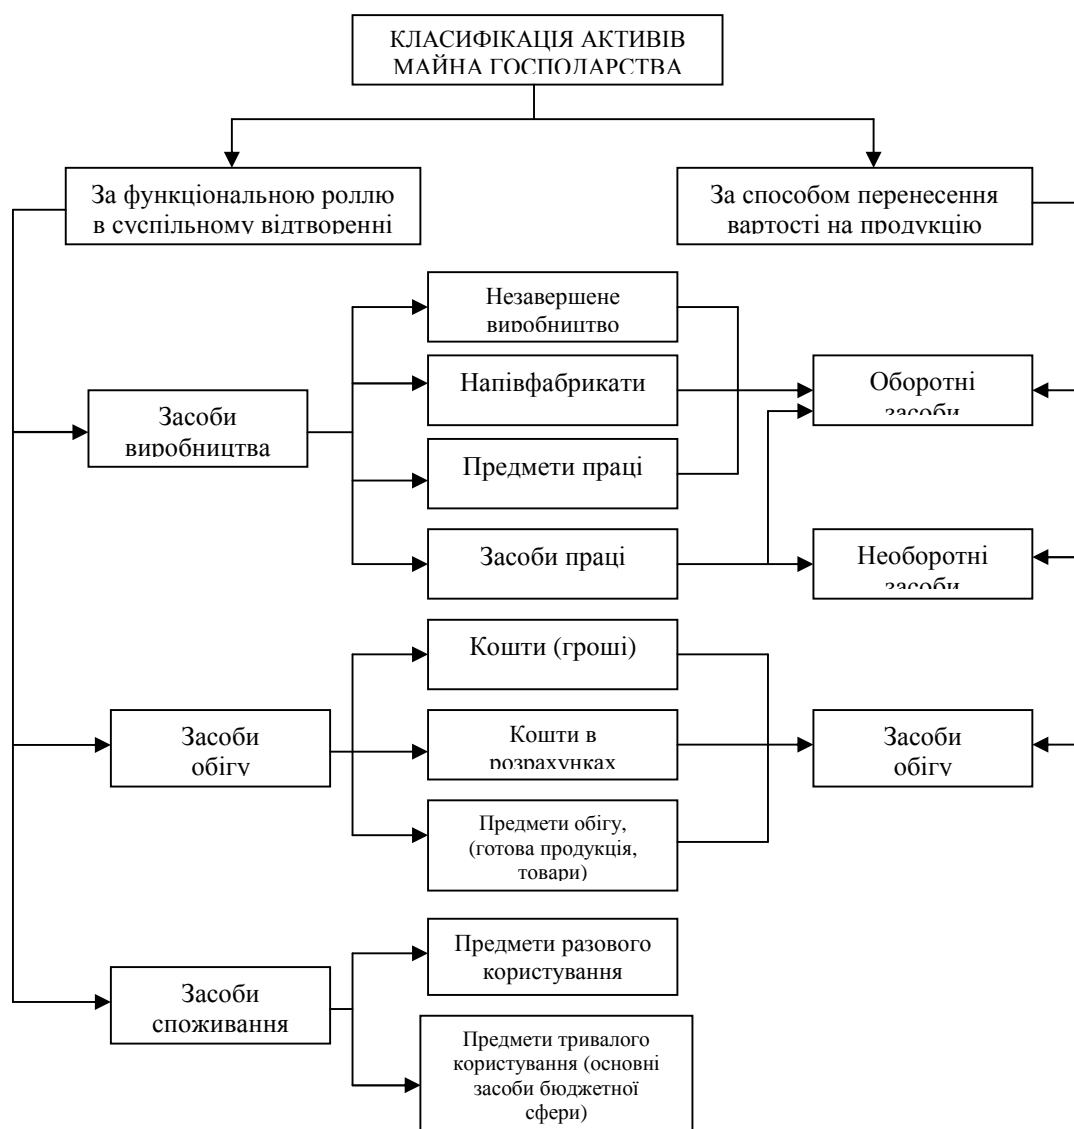 КЛАСИФІКАЦІЯ АКТИВІВ
МАЙНА ГОСПОДАРСТВА
За функціональною роллю
в суспільному відтворенні
За способом перенесення
вартості на продукцію
Незавершене
виробництво
Напівфабрикати
Оборотні
засоби
Засоби
виробництва
Предмети праці
Засоби праці
Необоротні
засоби
Кошти (гроші)
Засоби
обігу
Кошти в
розрахунках
Засоби
обігу
Предмети обігу,
(готова продукція,
товари)
Предмети разового
користування
Засоби
споживання
Предмети тривалого
користування (основні
засоби бюджетної
сфери)